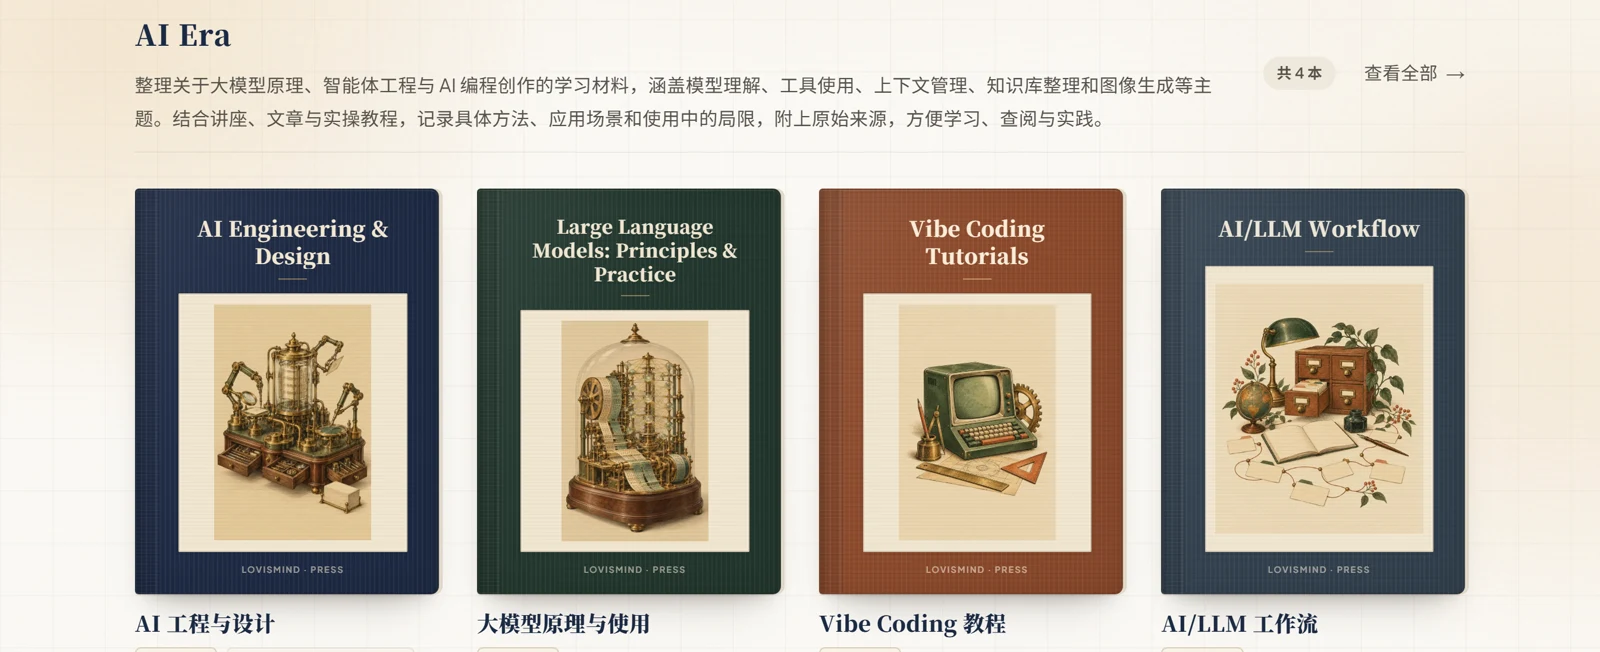 AI Era
整理关于大模型原理、智能体工程与 AI 编程创作的学习材料，涵盖模型理解、工具使用、上下文管理、知识库整理和图像生成等主
题。结合讲座、文章与实操教程，记录具体方法、应用场景和使用中的局限，附上原始来源，方便学习、查阅与实践。
共 4 本
查看全部 →
AI Engineering &
Design
LOVISMIND · PRESS
Large Language
Models: Principles &
Practice
LOVISMIND · PRESS
Vibe Coding
Tutorials
LOVISMIND · PRESS
AI/LLM Workflow
LOVISMIND · PRESS
AI 工程与设计
大模型原理与使用
Vibe Coding 教程
AI/LLM 工作流